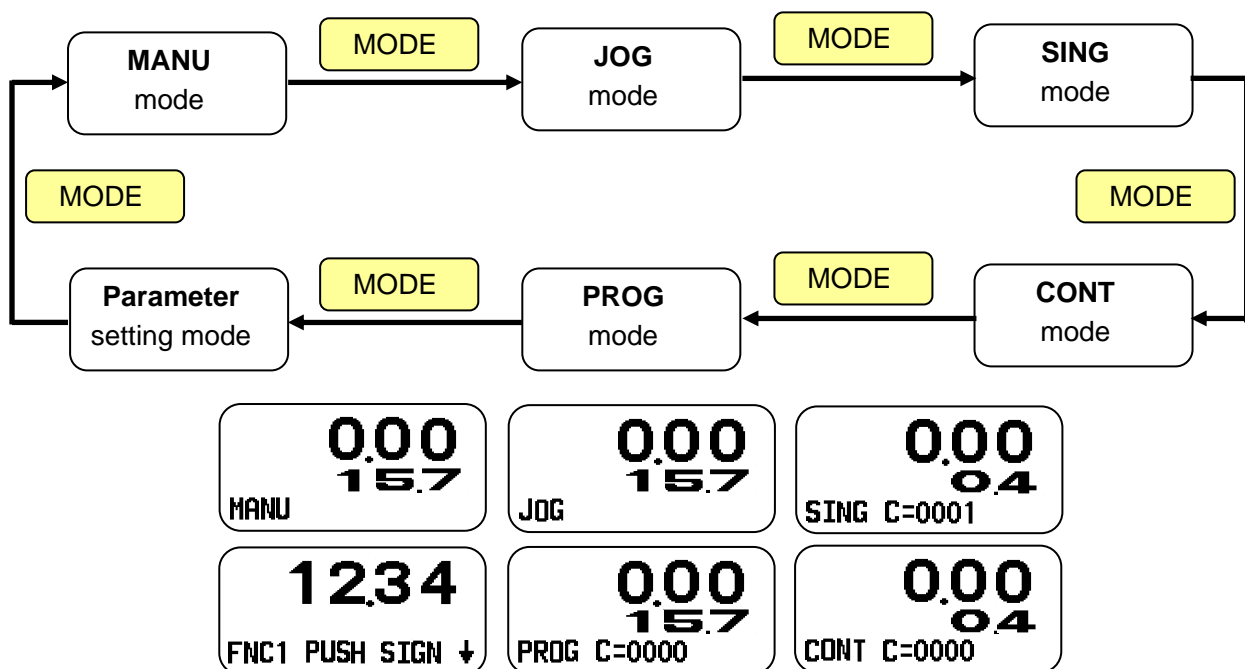 MANU
mode
MODE
JOG
mode
MODE
SING
mode
MODE
MODE
Parameter
setting mode
MODE
PROG
mode
MODE
CONT
mode
0.00
15.7
MANU
0.00
15.7
JOG
0.00
0.4
SING C=0001
12.34
FNC1 PUSH SIGN ↓
0.00
15.7
PROG C=0000
0.00
0.4
CONT C=0000